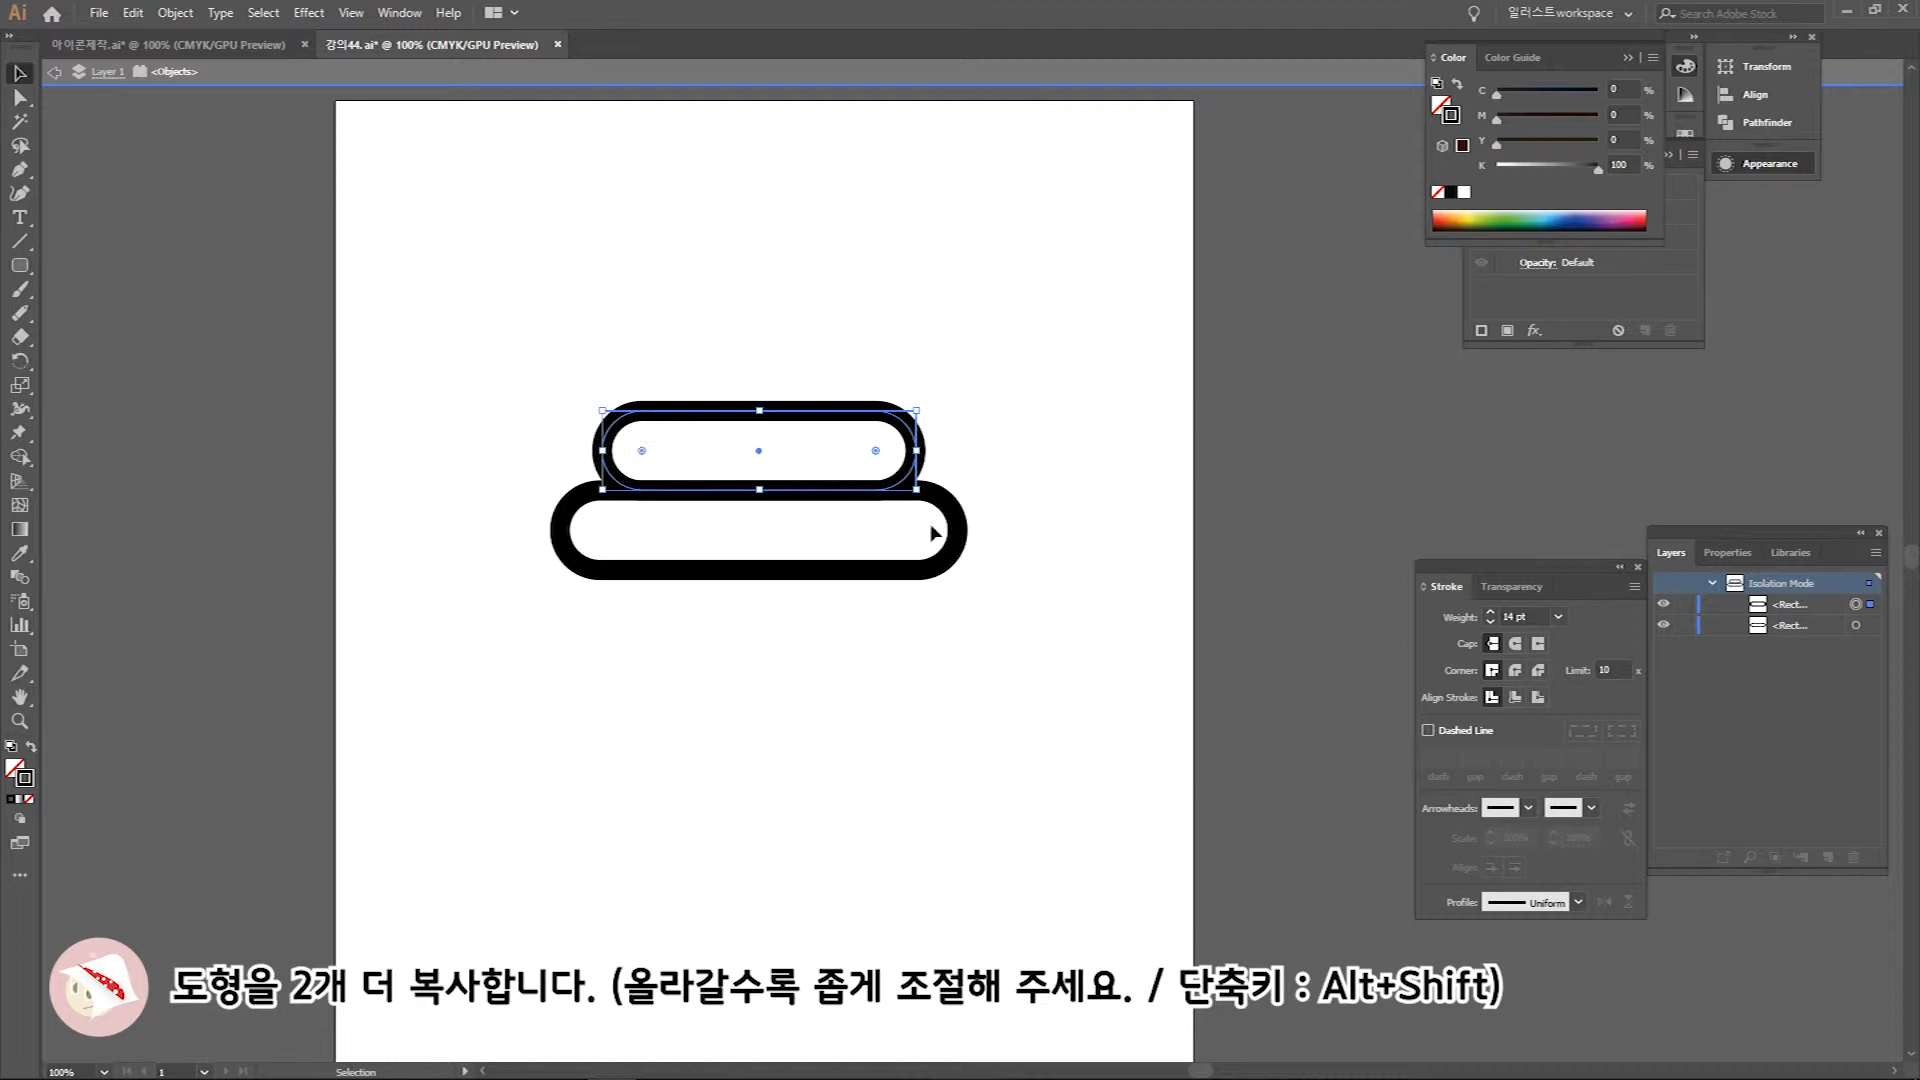 Ai File Edit Object Type Select Effect View Window Help 일러스트workspace Search Adobe Stock
아이콘제작.ai* @ 100% (CMYK/GPU Preview) × 강의44.ai* @ 100% (CMYK/GPU Preview) ×
Layer 1 <Objects>
Color Color Guide
C 0 %
M 0 %
Y 0 %
K 100 %
Transform
Align
Pathfinder
Appearance
Opacity: Default
fx.
Layers Properties Libraries
Isolation Mode
<Rect...
<Rect...
Stroke Transparency
Weight: 14 pt
Cap:
Corner: Limit: 10 x
Align Stroke:
Dashed Line
dash gap dash gap dash gap
Arrowheads:
Scale: 100% 100%
Align:
Profile: Uniform
도형을 2개 더 복사합니다. (올라갈수록 좁게 조절해 주세요. / 단축키 : Alt+Shift)
100% 1 Selection